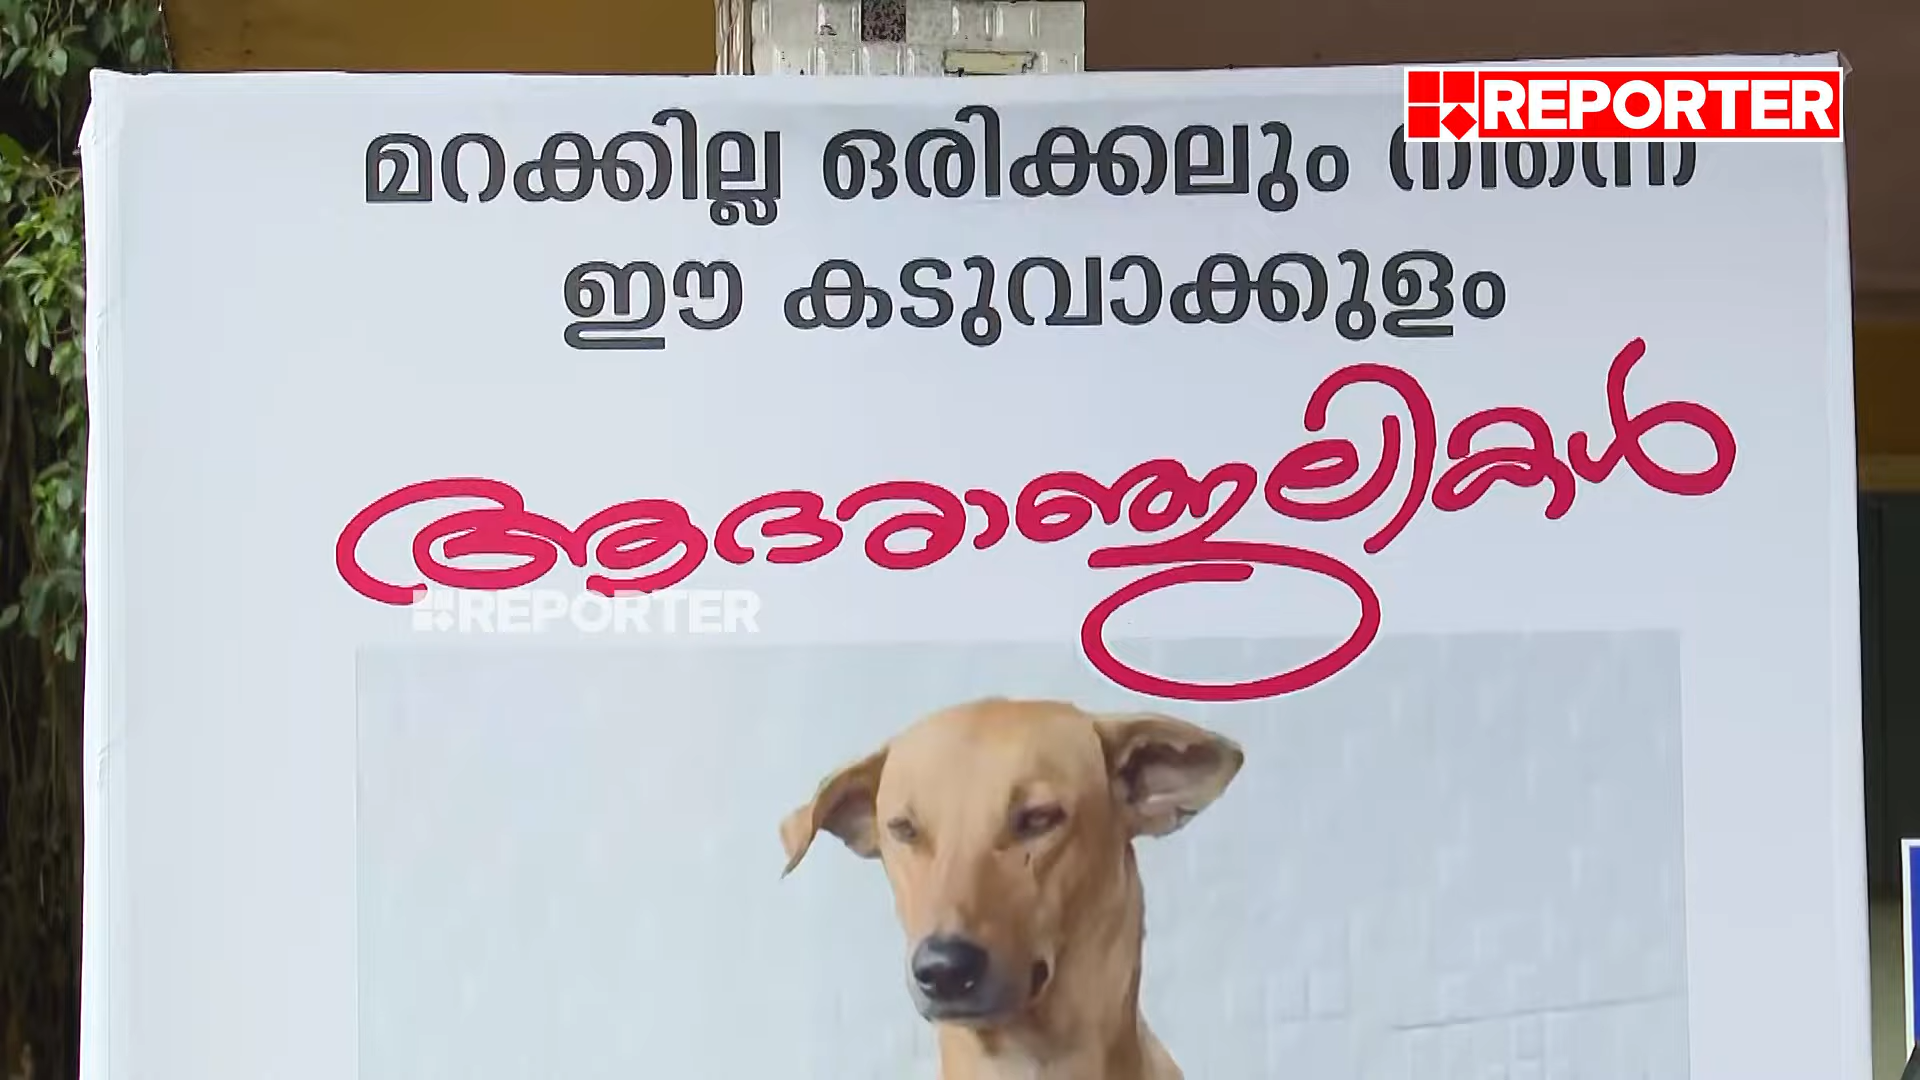 REPORTER
മറക്കില്ല ഒരിക്കലും നിന്നെ
ഈ കടുവാക്കുളം
ആദരാഞ്ജലികൾ
REPORTER